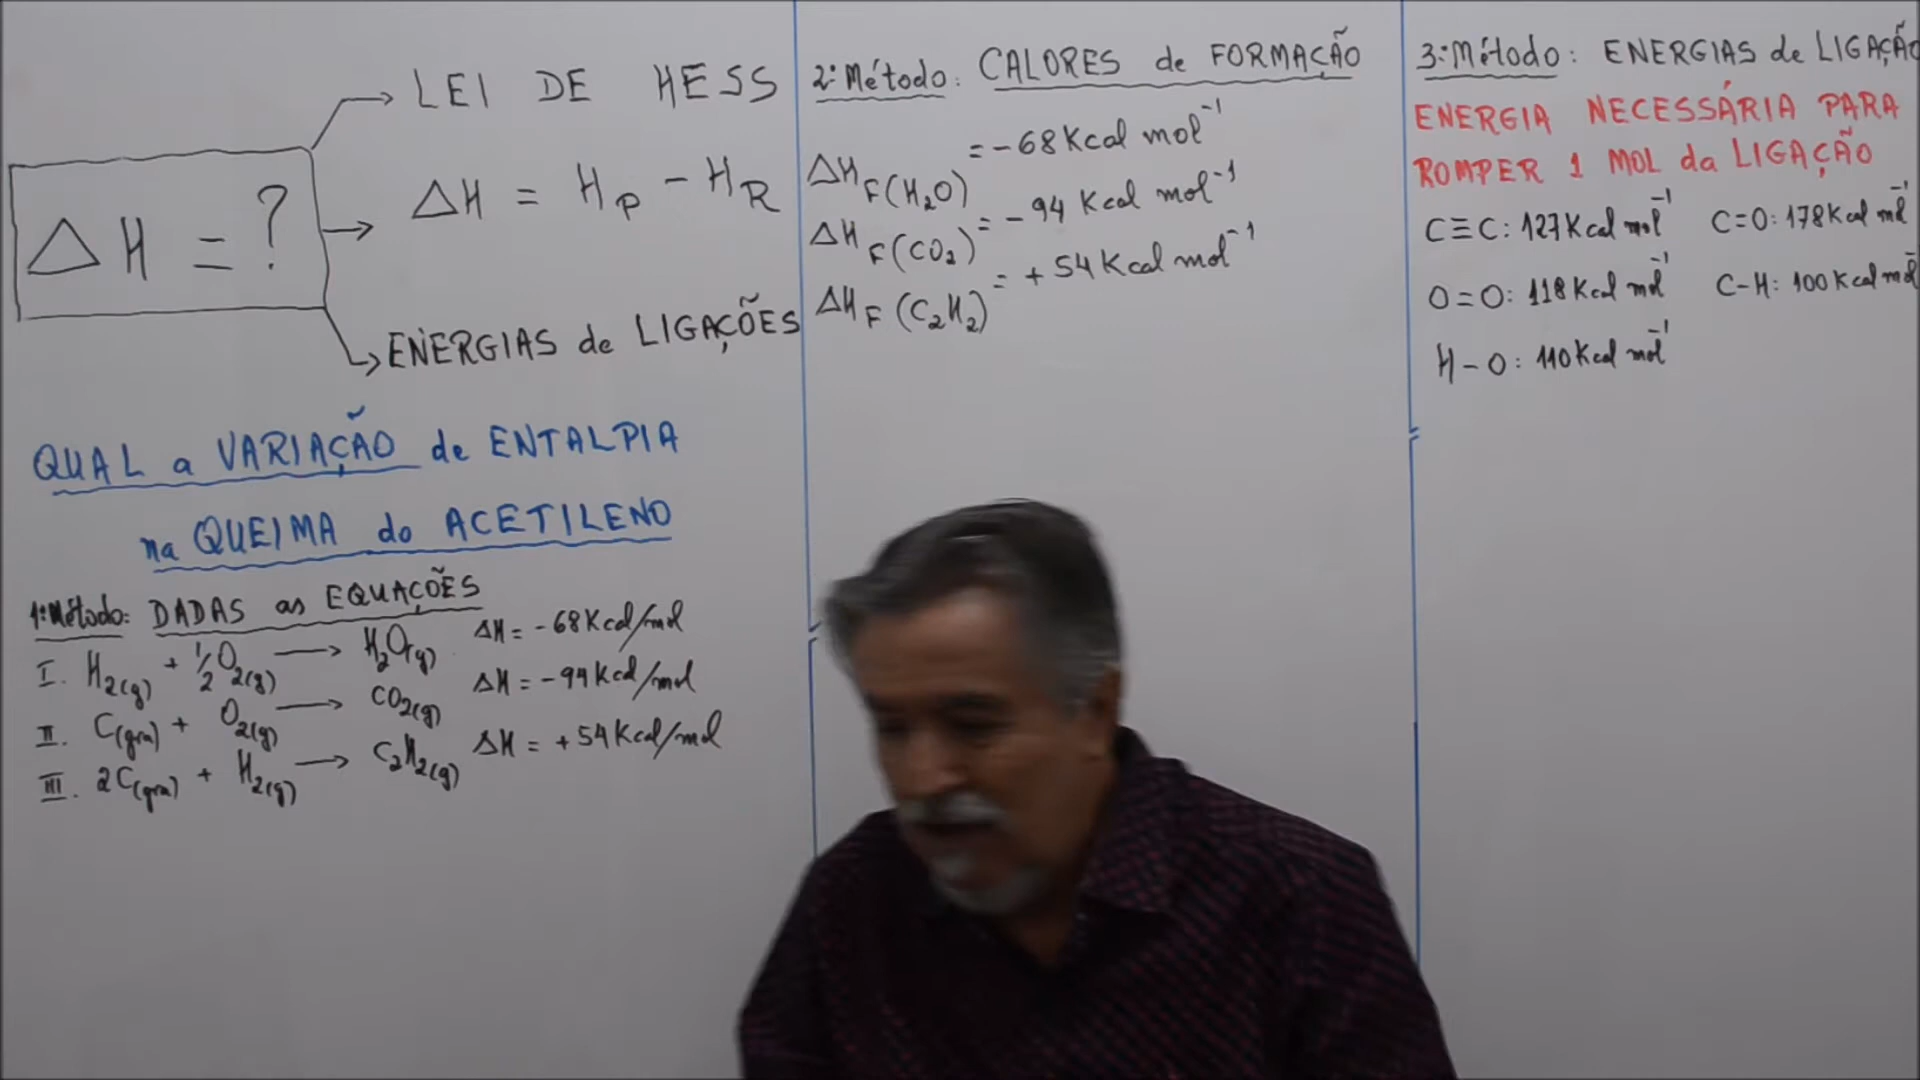 LEI DE HESS
ΔH = ?
ΔH = Hp - HR
ENERGIAS de LIGAÇÕES
QUAL a VARIAÇÃO de ENTALPIA
na QUEIMA do ACETILENO
1º Método: DADAS as EQUAÇÕES
I. H2(g) + 1/2 O2(g) → H2O(g) ΔH = -68 Kcal/mol
II. C(gra) + O2(g) → CO2(g) ΔH = -94 Kcal/mol
III. 2C(gra) + H2(g) → C2H2(g) ΔH = +54 Kcal/mol
2º Método: CALORES de FORMAÇÃO
ΔH F(H2O) = -68 Kcal mol⁻¹
ΔH F(CO2) = -94 Kcal mol⁻¹
ΔH F(C2H2) = +54 Kcal mol⁻¹
3º Método: ENERGIAS de LIGAÇÃO
ENERGIA NECESSÁRIA PARA
ROMPER 1 MOL da LIGAÇÃO
C≡C: 127 Kcal mol⁻¹ C=O: 178 Kcal mol⁻¹
O=O: 118 Kcal mol⁻¹ C-H: 100 Kcal mol⁻
H-O: 110 Kcal mol⁻¹